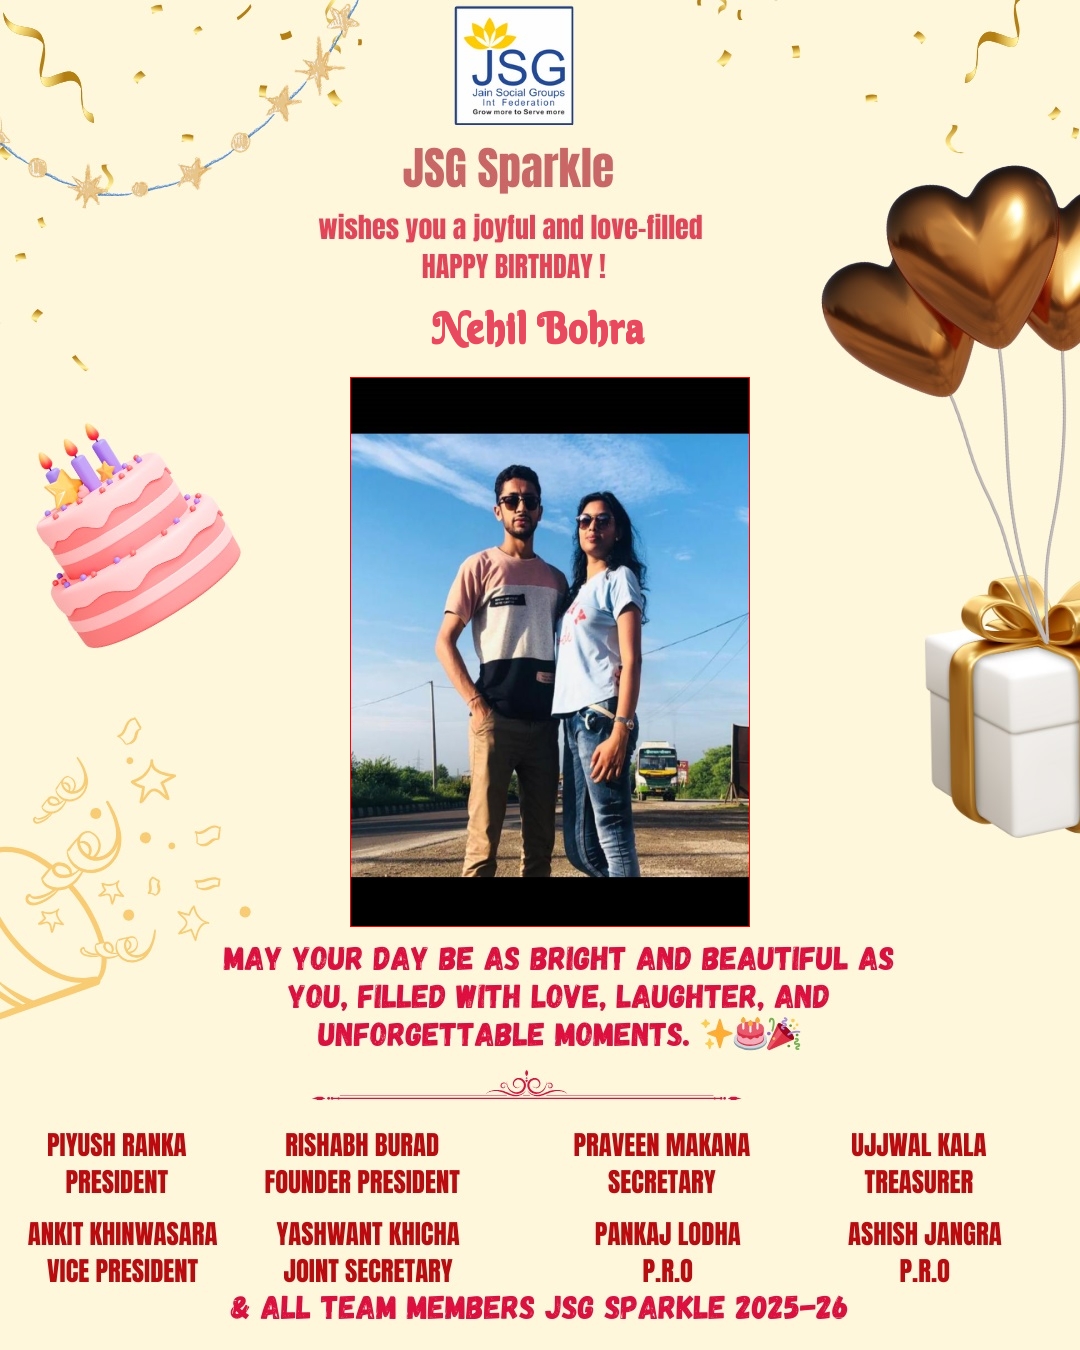 JSG
Jain Social Groups
Int Federation
Grow more to Serve more
JSG Sparkle
wishes you a joyful and love-filled
HAPPY BIRTHDAY !
Nehil Bohra
MAY YOUR DAY BE AS BRIGHT AND BEAUTIFUL AS
YOU, FILLED WITH LOVE, LAUGHTER, AND
UNFORGETTABLE MOMENTS. ✨🎂🎉
PIYUSH RANKA
PRESIDENT
RISHABH BURAD
FOUNDER PRESIDENT
PRAVEEN MAKANA
SECRETARY
UJJWAL KALA
TREASURER
ANKIT KHINWASARA
VICE PRESIDENT
YASHWANT KHICHA
JOINT SECRETARY
PANKAJ LODHA
P.R.O
ASHISH JANGRA
P.R.O
& ALL TEAM MEMBERS JSG SPARKLE 2025-26